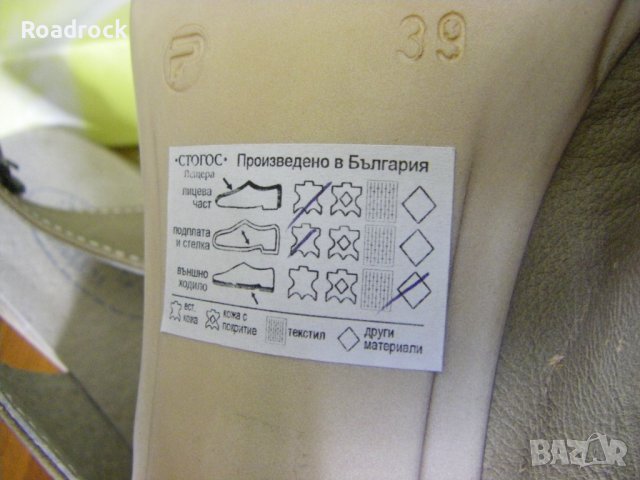 Roadrock
39
•СТОГОС• Произведено в България
Пещера
лицева
част
подплата
и стелка
външно
ходило
ест.
кожа
кожа с
покритие
текстил
други
материали
BAZAR